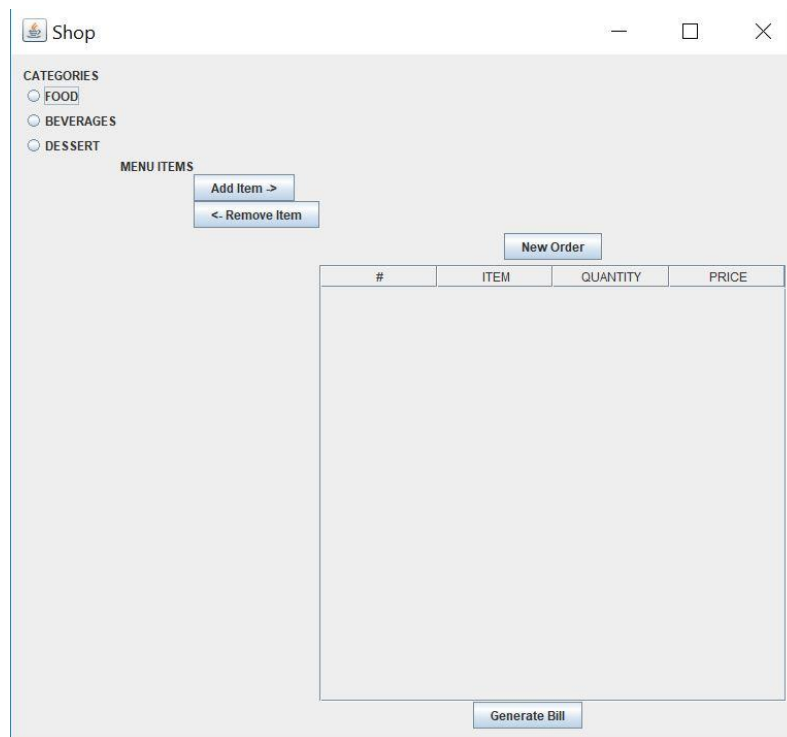 Shop
CATEGORIES
FOOD
BEVERAGES
DESSERT
MENU ITEMS
Add Item ->
<- Remove Item
New Order
# ITEM QUANTITY PRICE
Generate Bill